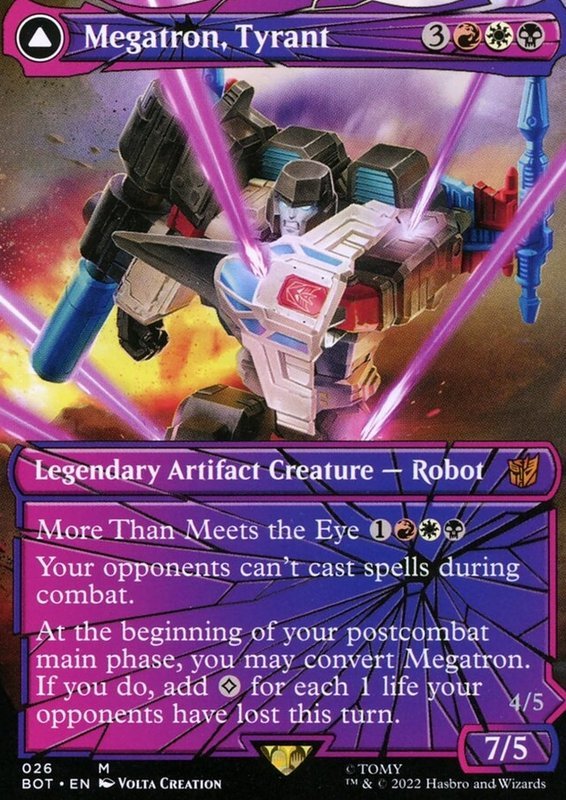 Megatron, Tyrant 3
Legendary Artifact Creature — Robot
More Than Meets the Eye 1
Your opponents can't cast spells during
combat.
At the beginning of your postcombat
main phase, you may convert Megatron.
If you do, add for each 1 life your
opponents have lost this turn.
4/5
7/5
026 M
BOT • EN VOLTA CREATION
© TOMY
™ & © 2022 Hasbro and Wizards